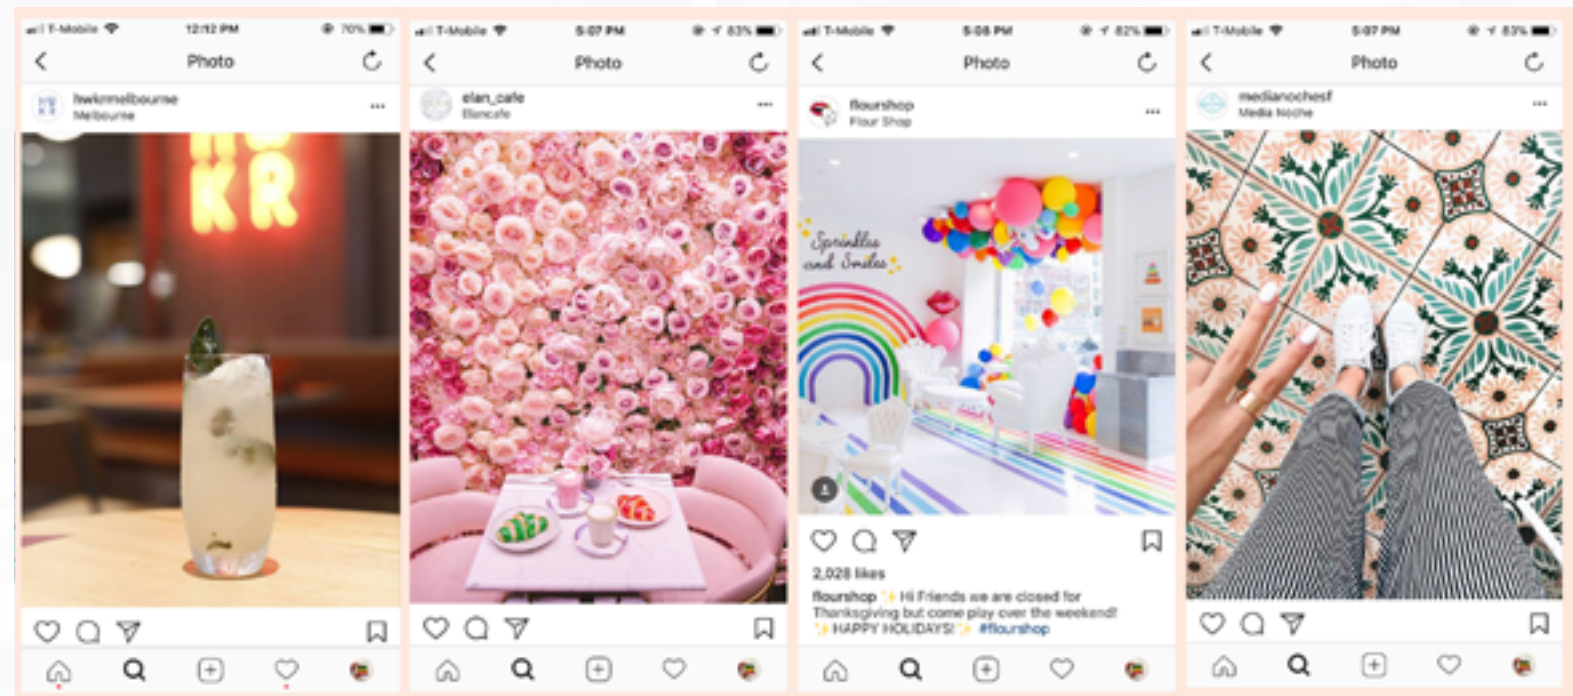 T-Mobile 12:12 PM 70%
Photo
hwkrmelbourne
Melbourne
KR
T-Mobile 5:07 PM 83%
Photo
elan_cafe
Elancafe
T-Mobile 5:08 PM 82%
Photo
flourshop
Flour Shop
Sprinkles
and Smiles
2,028 likes
flourshop ✨ Hi Friends we are closed for
Thanksgiving but come play over the weekend!
✨ HAPPY HOLIDAYS! ✨ #flourshop
T-Mobile 5:07 PM 83%
Photo
medianochesf
Media Noche